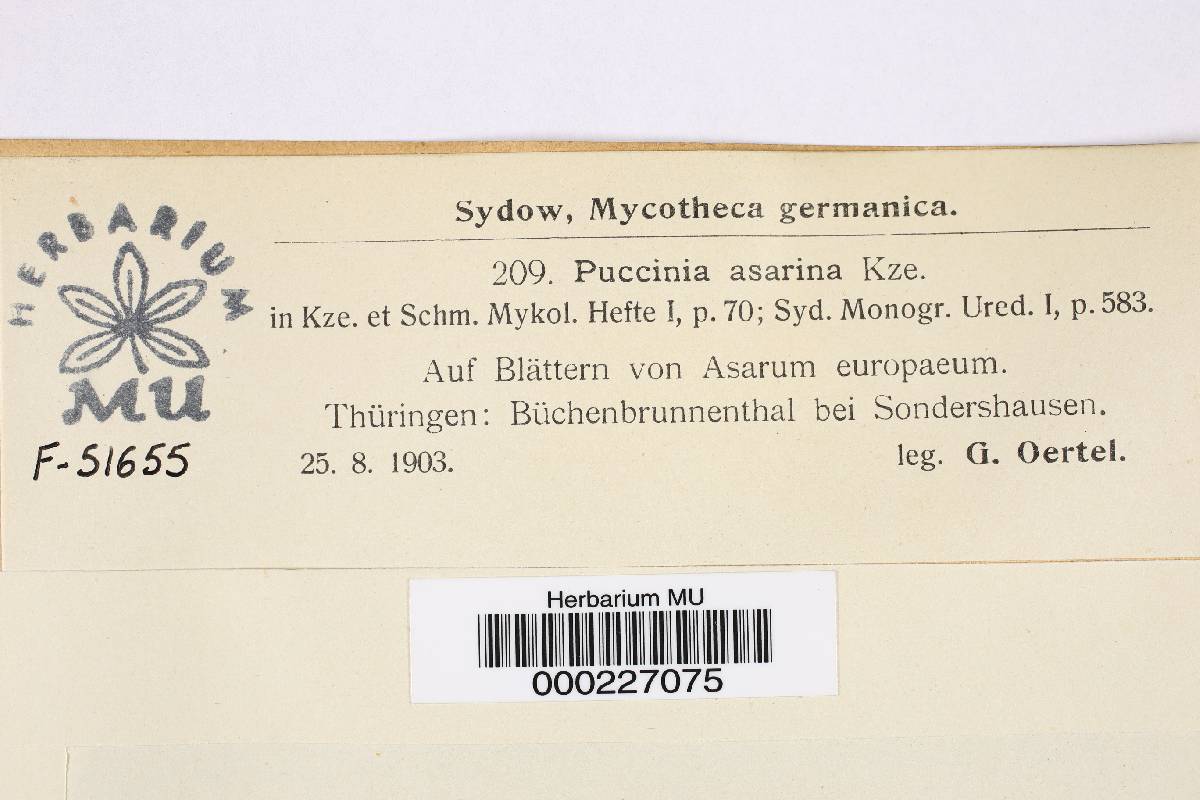 Sydow, Mycotheca germanica.
209. Puccinia asarina Kze.
in Kze. et Schm. Mykol. Hefte I, p. 70; Syd. Monogr. Ured. I, p. 583.
Auf Blättern von Asarum europaeum.
Thüringen: Büchenbrunnenthal bei Sondershausen.
25. 8. 1903. leg. G. Oertel.
HERBARIUM
MU
F-51655
Herbarium MU
000227075